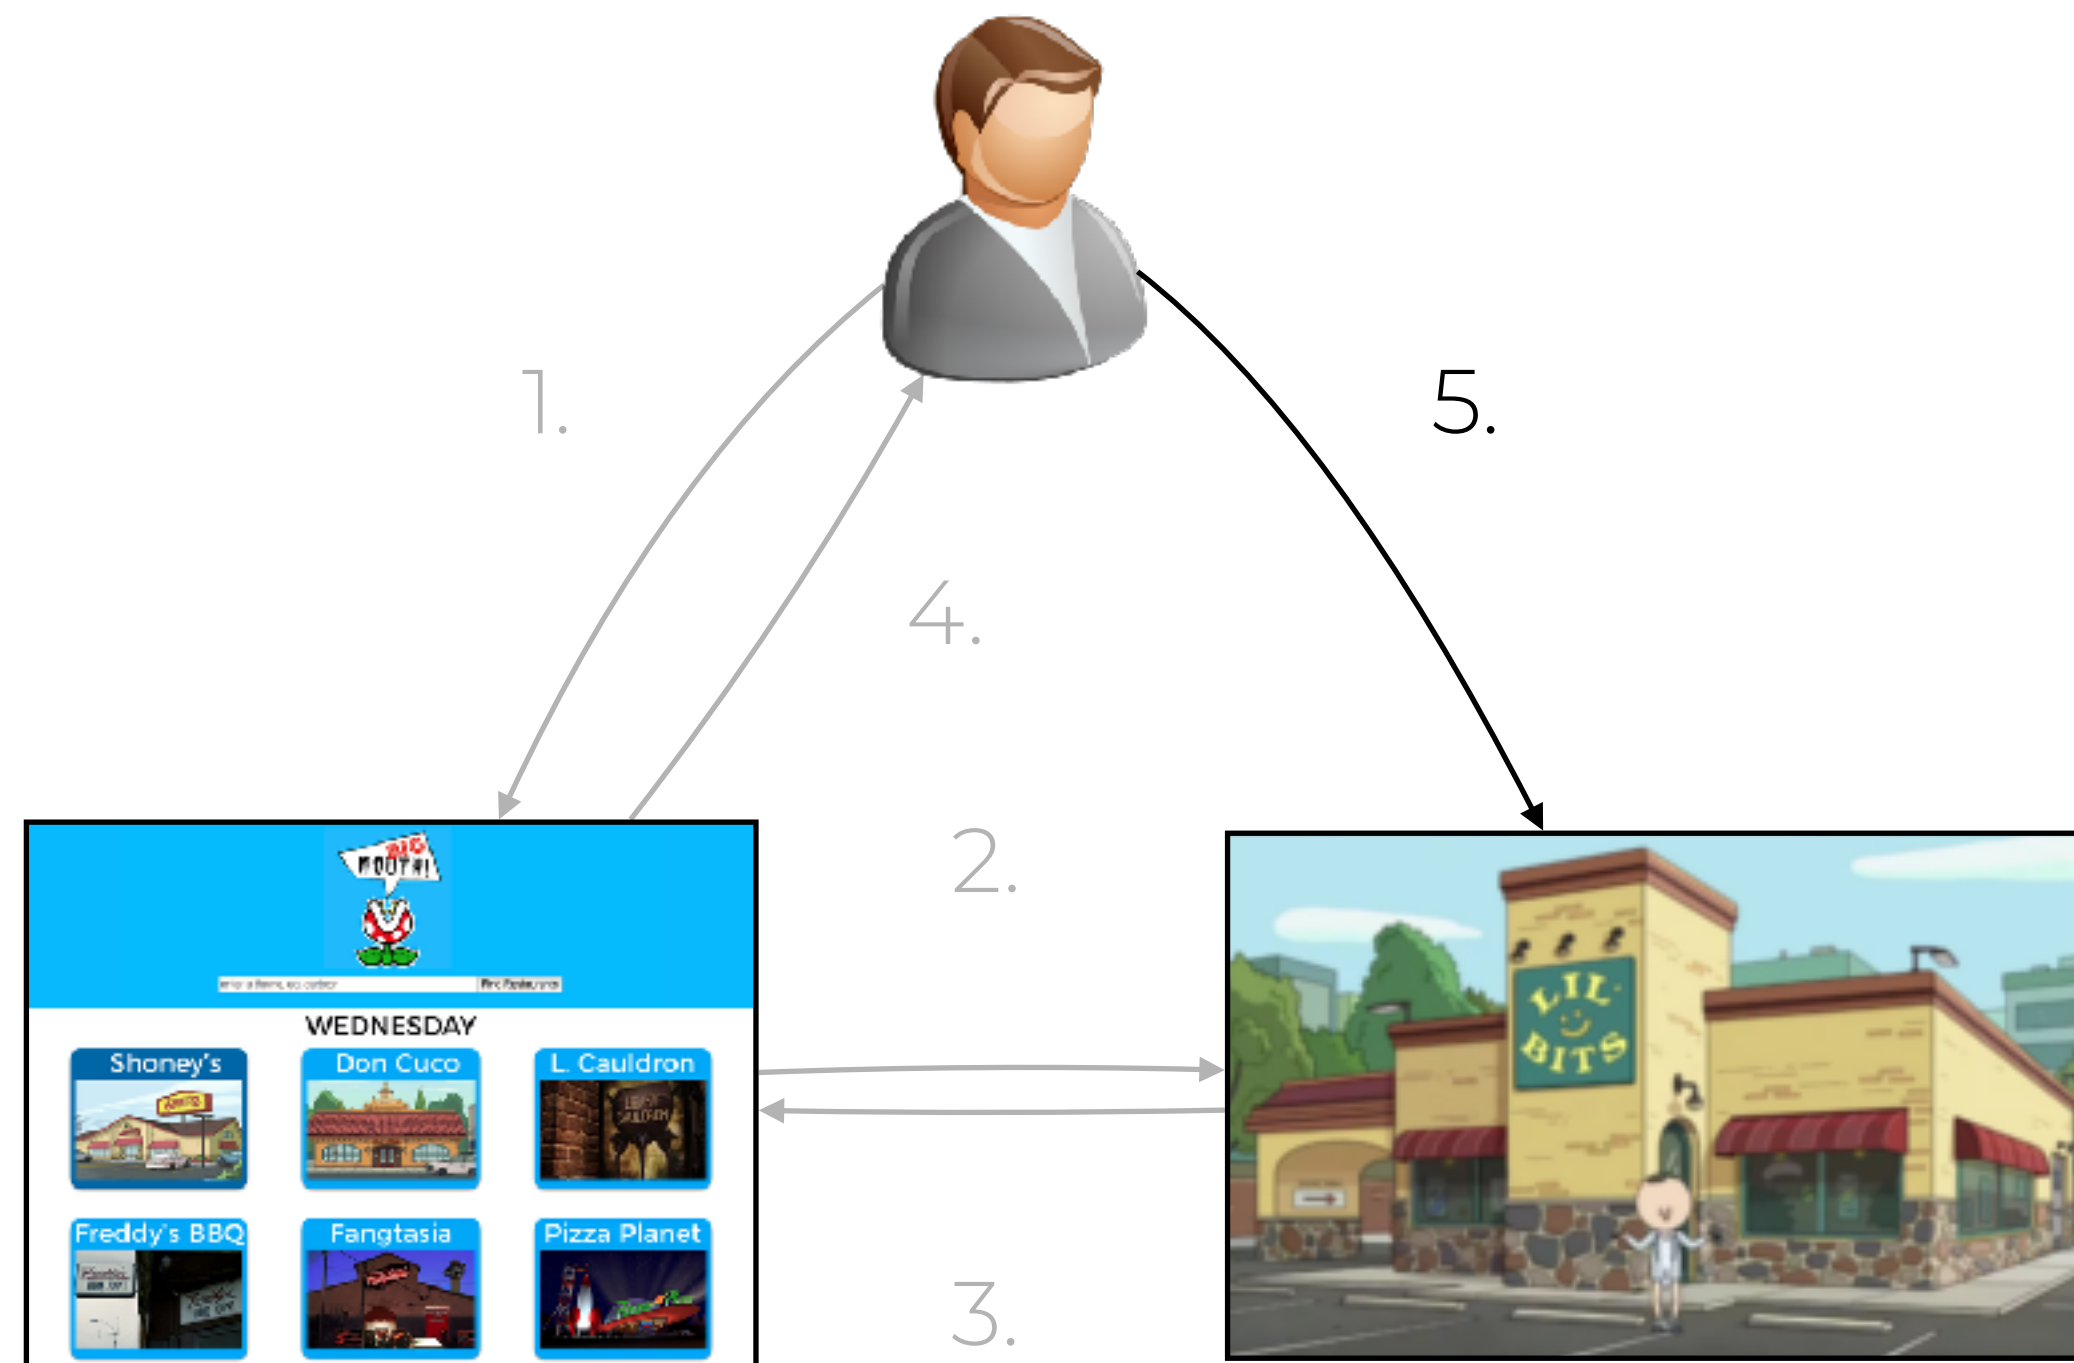 1.
5.
4.
2.
BIG
MOUTH!
WEDNESDAY
Shoney's
Don Cuco
L. Cauldron
Freddy's BBQ
Fangtasia
Pizza Planet
LIL'
BITS
3.